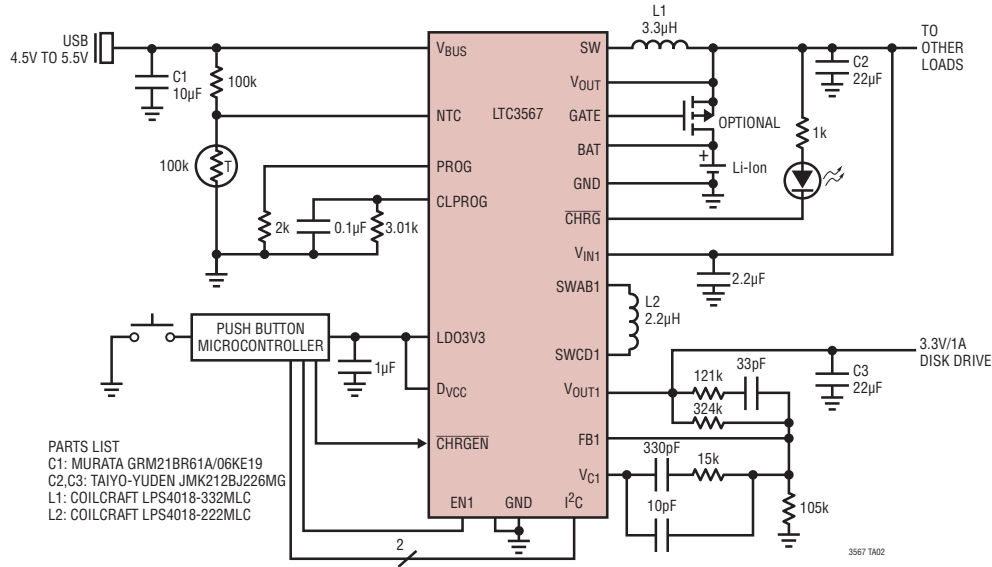 USB
4.5V TO 5.5V
C1
10µF
100k
100k
T
2k
0.1µF
3.01k
VBUS
NTC
PROG
CLPROG
LDO3V3
DVCC
CHRGEN
EN1
GND
I2C
LTC3567
SW
VOUT
GATE
BAT
GND
CHRG
VIN1
SWAB1
SWCD1
VOUT1
FB1
VC1
L1
3.3µH
TO
OTHER
LOADS
C2
22µF
OPTIONAL
1k
+
Li-Ion
2.2µF
L2
2.2µH
3.3V/1A
DISK DRIVE
C3
22µF
121k
33pF
324k
330pF
15k
10pF
105k
PUSH BUTTON
MICROCONTROLLER
1µF
2
PARTS LIST
C1: MURATA GRM21BR61A/06KE19
C2,C3: TAIYO-YUDEN JMK212BJ226MG
L1: COILCRAFT LPS4018-332MLC
L2: COILCRAFT LPS4018-222MLC
3567 TA02